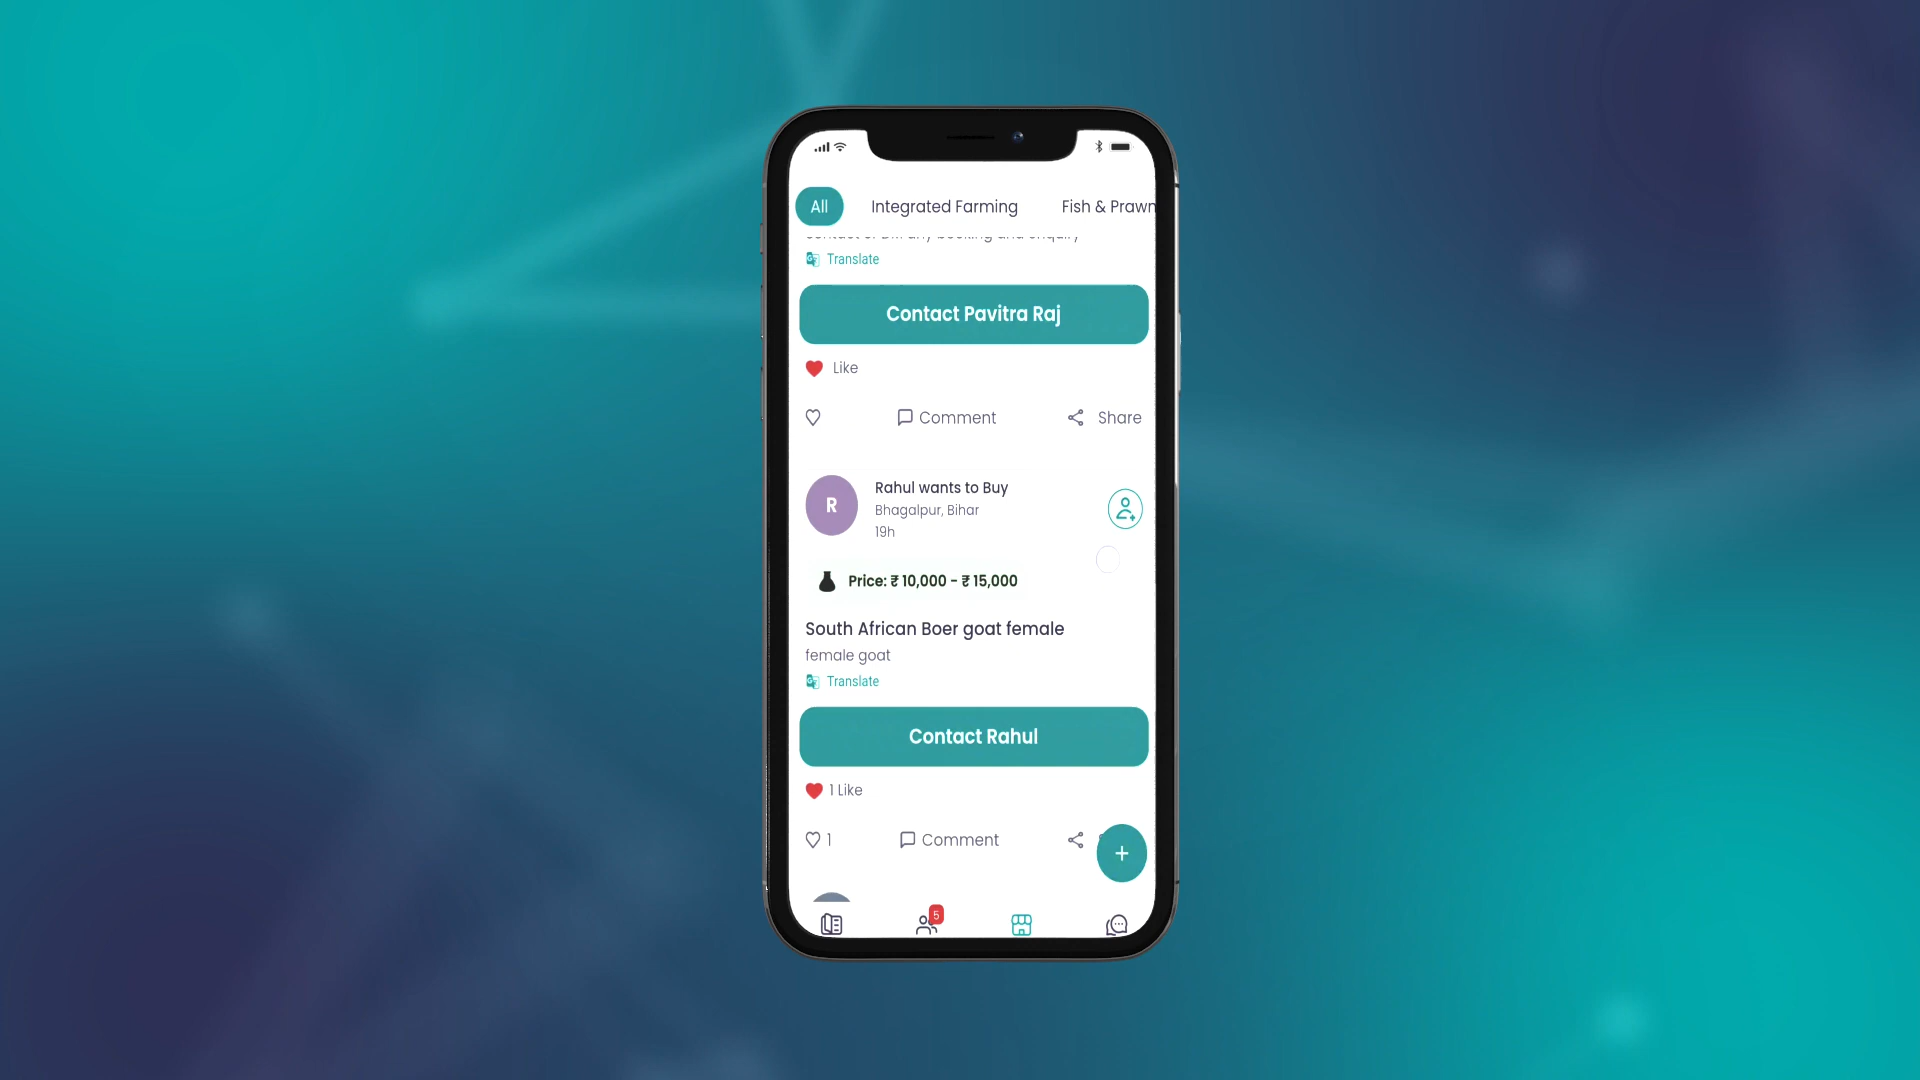 All Integrated Farming Fish & Prawn
Translate
Contact Pavitra Raj
Like
Comment Share
R
Rahul wants to Buy
Bhagalpur, Bihar
19h
Price: ₹ 10,000 - ₹ 15,000
South African Boer goat female
female goat
Translate
Contact Rahul
1 Like
1 Comment
+
5